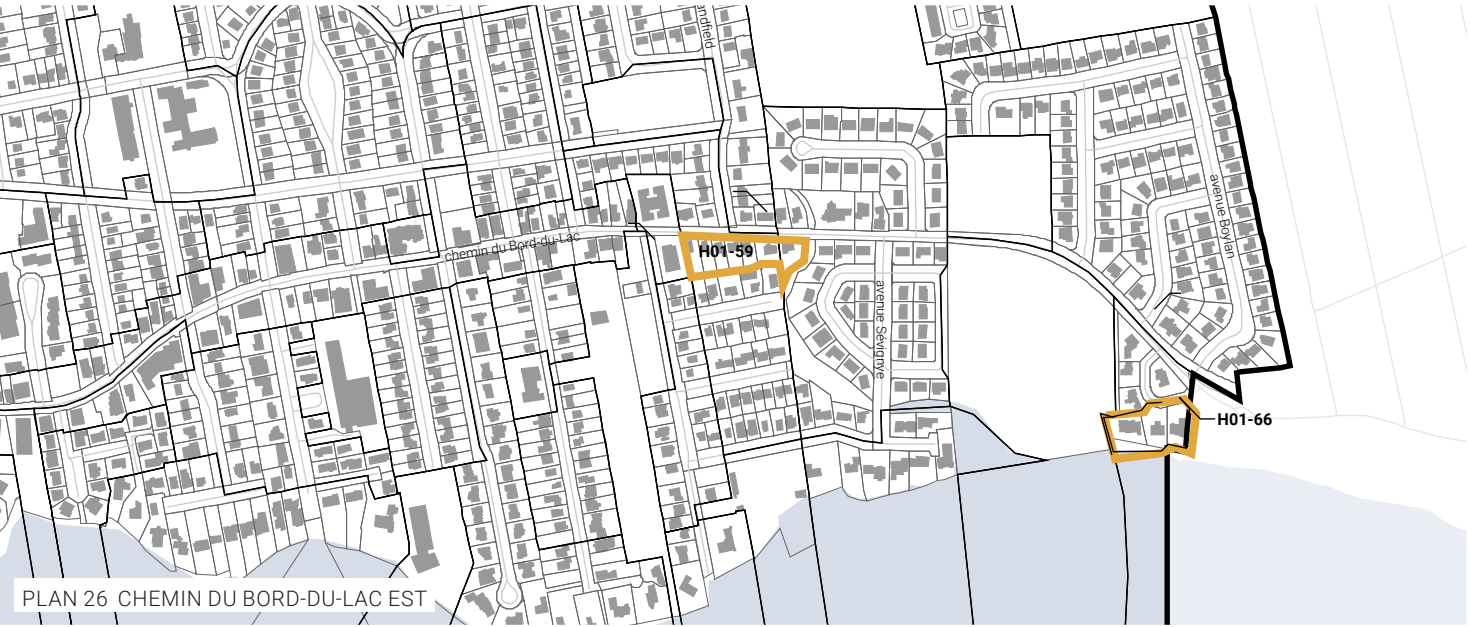 andfield
avenue Boylan
chemin du Bord-du-Lac
H01-59
avenue Sévigne
H01-66
PLAN 26 CHEMIN DU BORD-DU-LAC EST